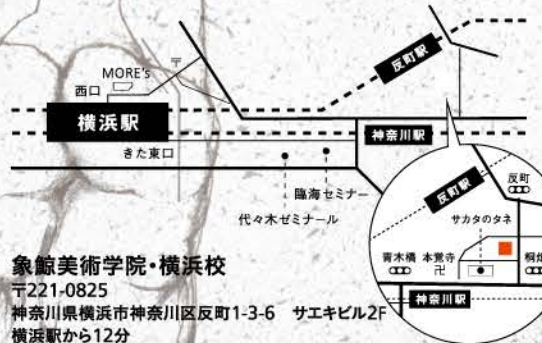 反町駅
MORE's
〒
西口
横浜駅
神奈川駅
きた東口
臨海セミナー
代々木ゼミナール
反町駅
反町
サカタのタネ
青木橋
本覚寺
卍
桐畑
神奈川駅
象鯨美術学院・横浜校
〒221-0825
神奈川県横浜市神奈川区反町1-3-6 サエキビル2F
横浜駅から12分